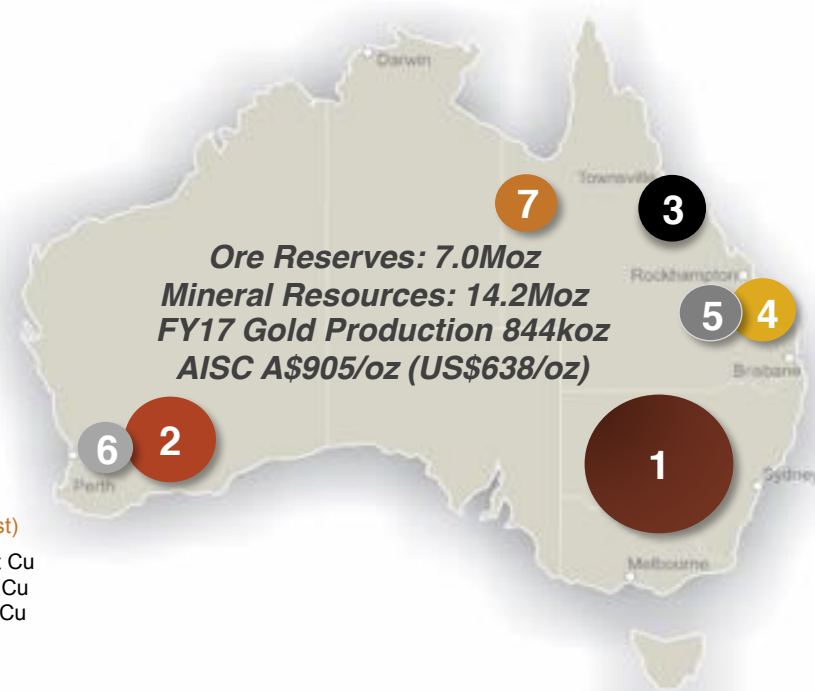 Darwin
Townsville
7
3
Ore Reserves: 7.0Moz
Rockhampton
Mineral Resources: 14.2Moz
5
4
FY17 Gold Production 844koz
AISC A$905/oz (US$638/oz)
Brisbane
6
2
1
Perth
Sydney
st)
t Cu
Cu
Cu
Melbourne